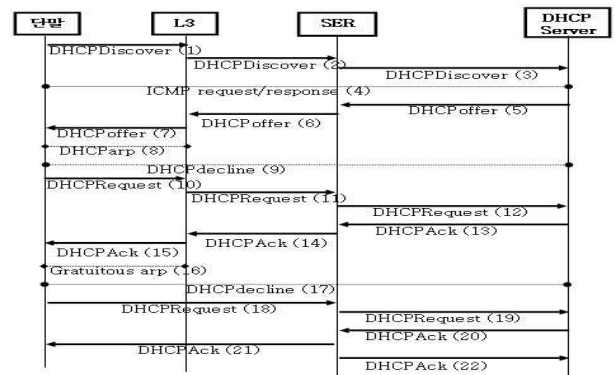 단말
L3
SER
DHCP
Server
DHCPDiscover (1)
DHCPDiscover (2)
DHCPDiscover (3)
ICMP request/response (4)
DHCPoffer (5)
DHCPoffer (6)
DHCPoffer (7)
DHCParp (8)
DHCPdecline (9)
DHCPRequest (10)
DHCPRequest (11)
DHCPRequest (12)
DHCPAck (13)
DHCPAck (14)
DHCPAck (15)
Gratuitous arp (16)
DHCPdecline (17)
DHCPRequest (18)
DHCPRequest (19)
DHCPAck (20)
DHCPAck (21)
DHCPAck (22)